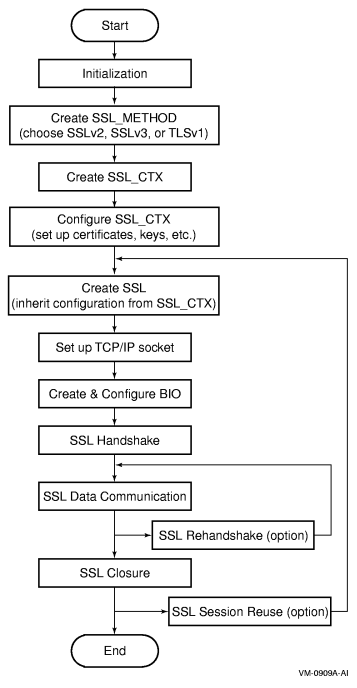 Start
Initialization
Create SSL_METHOD
(choose SSLv2, SSLv3, or TLSv1)
Create SSL_CTX
Configure SSL_CTX
(set up certificates, keys, etc.)
Create SSL
(inherit configuration from SSL_CTX)
Set up TCP/IP socket
Create & Configure BIO
SSL Handshake
SSL Data Communication
SSL Rehandshake (option)
SSL Closure
SSL Session Reuse (option)
End
VM-0909A-AI